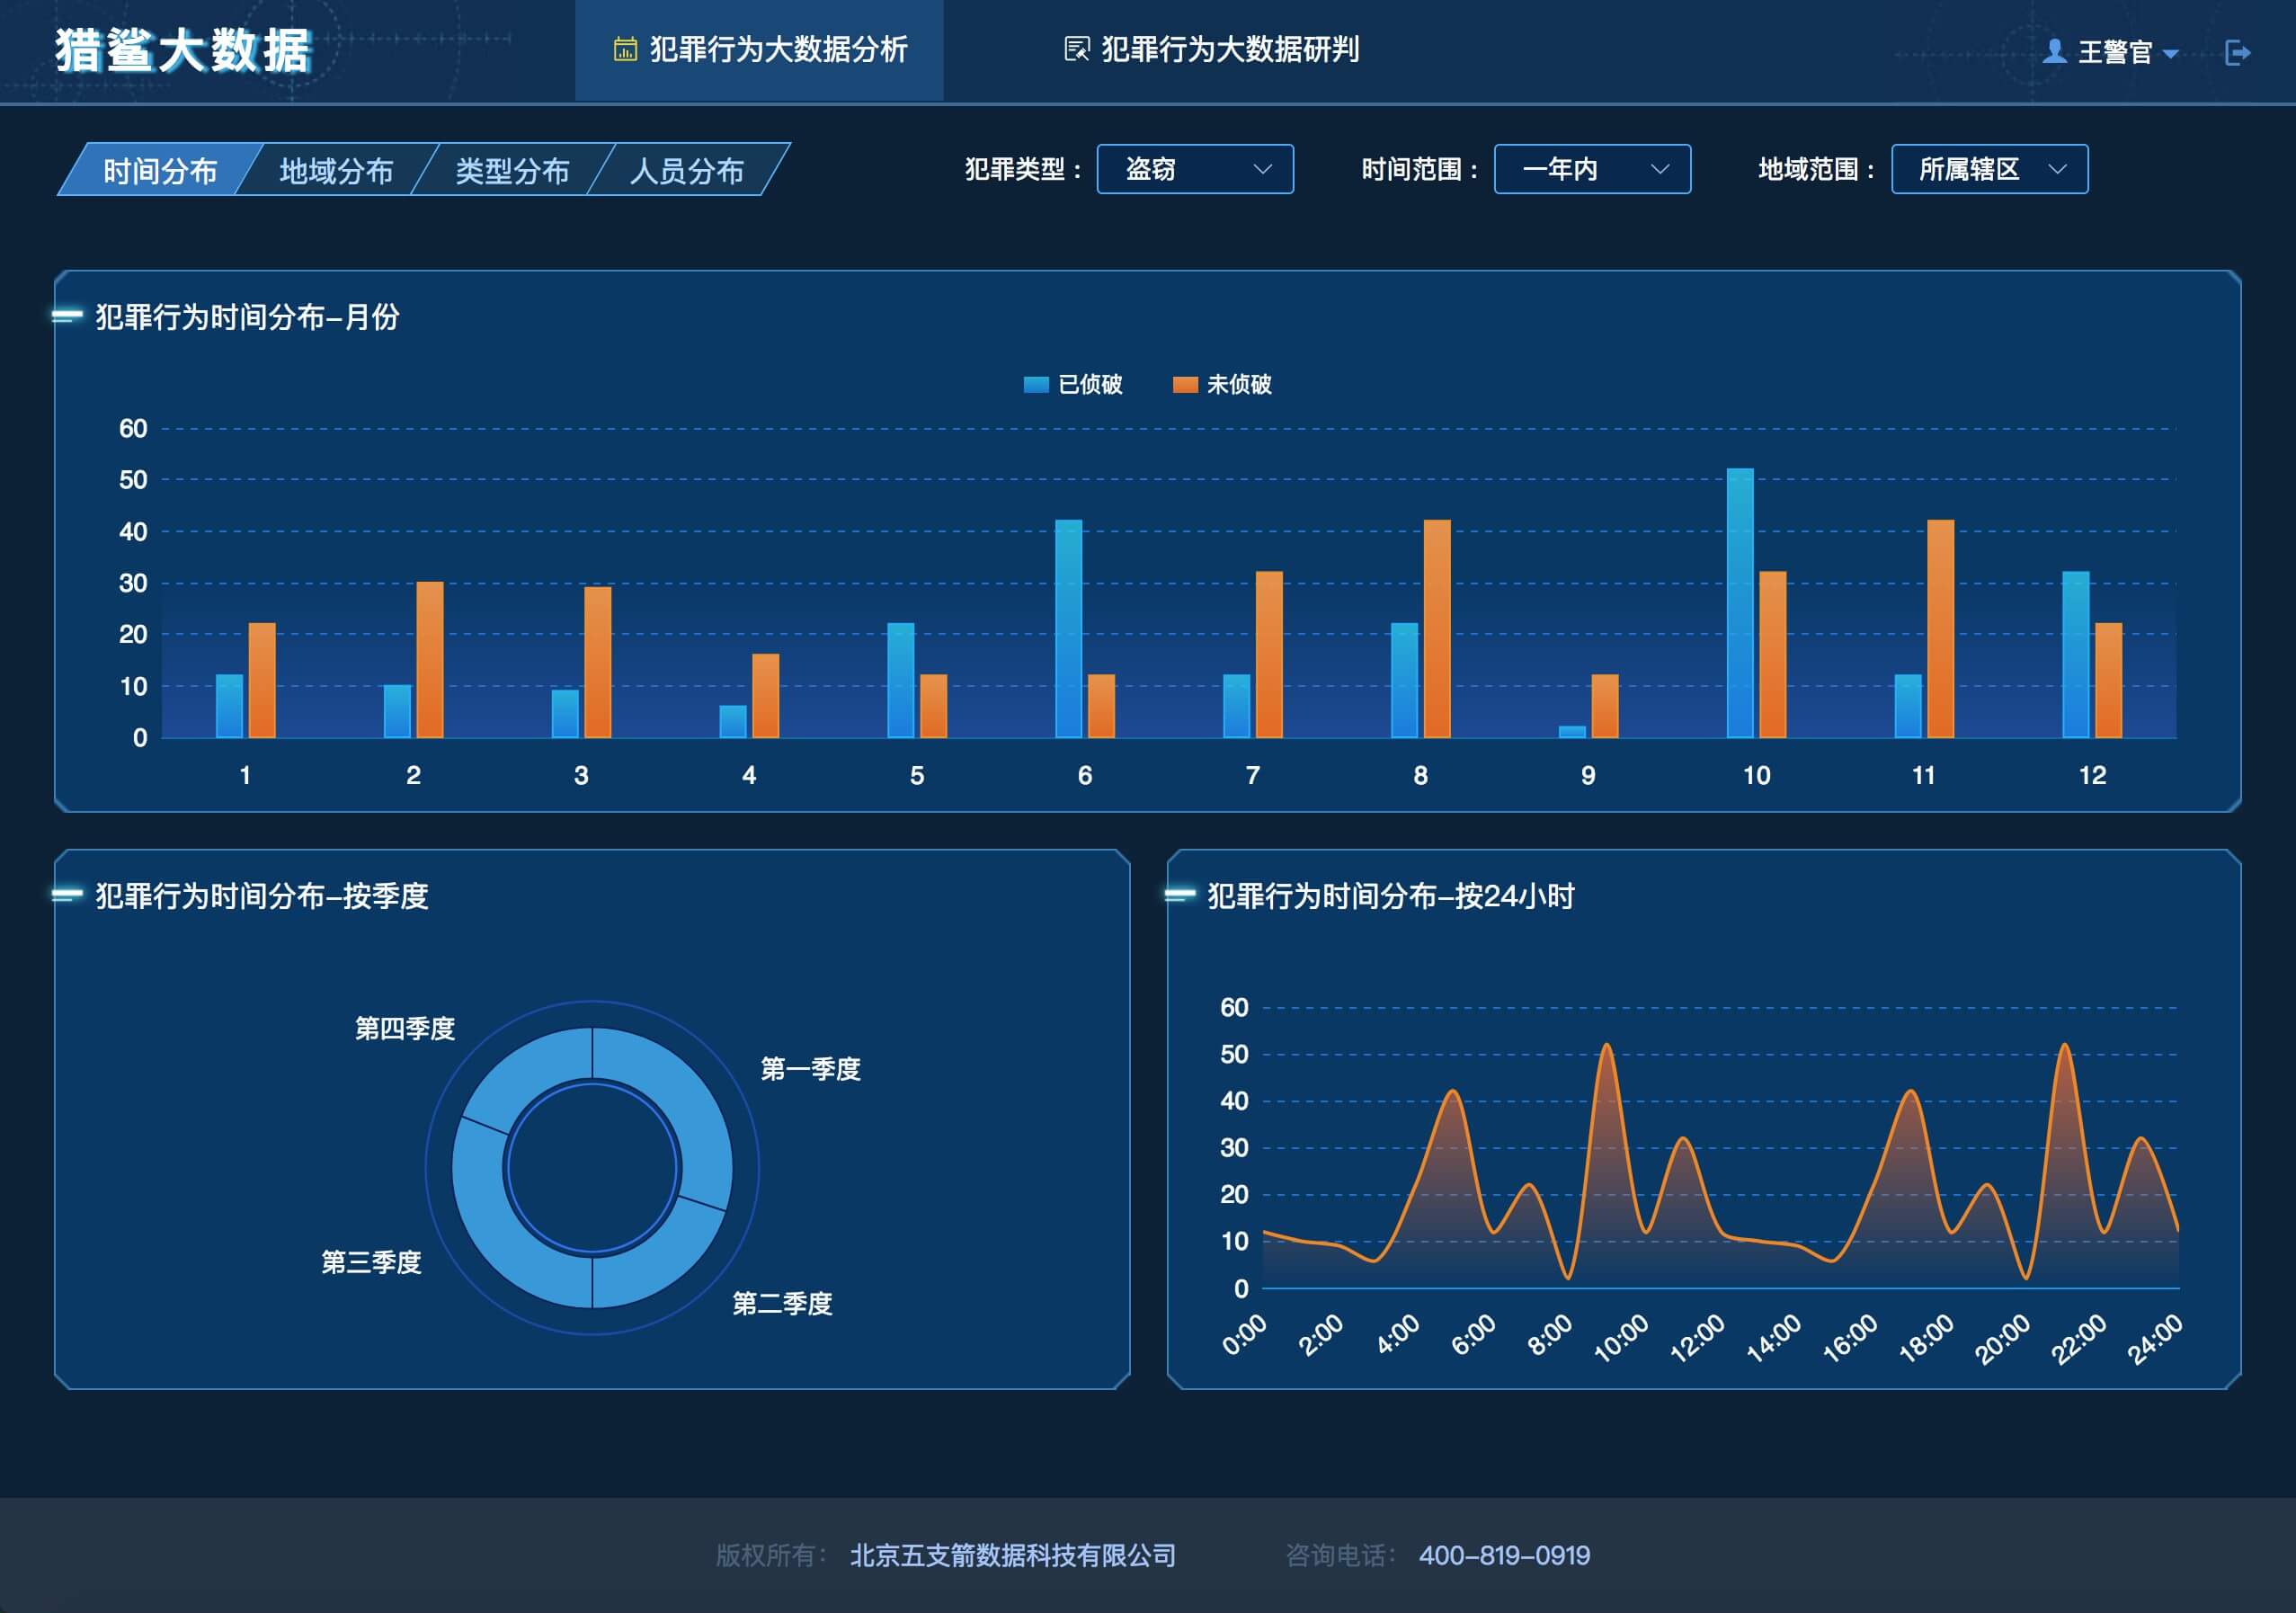 猎鲨大数据
犯罪行为大数据分析
犯罪行为大数据研判
王警官
时间分布
地域分布
类型分布
人员分布
犯罪类型：
盗窃
时间范围：
一年内
地域范围：
所属辖区
犯罪行为时间分布–月份
已侦破
未侦破
60
50
40
30
20
10
0
1 2 3 4 5 6 7 8 9 10 11 12
犯罪行为时间分布–按季度
第四季度
第一季度
第三季度
第二季度
犯罪行为时间分布–按24小时
60
50
40
30
20
10
0
0:00 2:00 4:00 6:00 8:00 10:00 12:00 14:00 16:00 18:00 20:00 22:00 24:00
版权所有： 北京五支箭数据科技有限公司
咨询电话： 400–819–0919